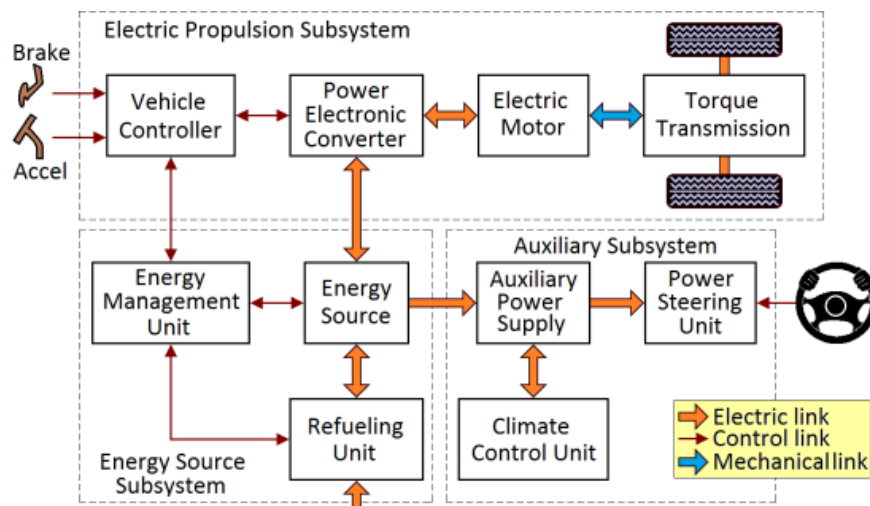 Electric Propulsion Subsystem
Brake
Accel
Vehicle
Controller
Power
Electronic
Converter
Electric
Motor
Torque
Transmission
Energy
Management
Unit
Energy
Source
Refueling
Unit
Energy Source
Subsystem
Auxiliary Subsystem
Auxiliary
Power
Supply
Power
Steering
Unit
Climate
Control Unit
Electric link
Control link
Mechanical link